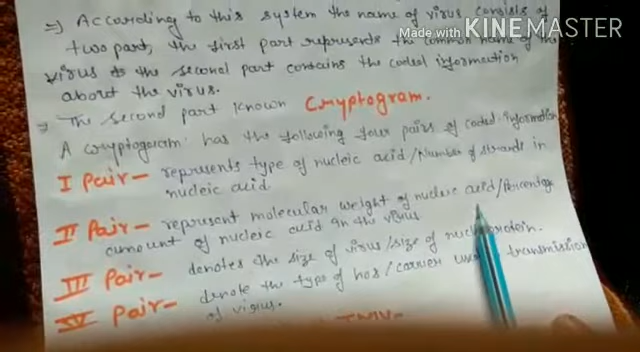 Made with KINEMASTER
=) According to this system the name of virus consists of
two part, the first part represents the common name of the
virus & the second part contains the coded information
about the virus.
=) The second part known Cryptogram.
A cryptogram has the following four pairs of coded information
I Pair- represents type of nucleic acid/Number of strands in
nucleic acid
II Pair- represent molecular weight of nucleic acid/Percentage
amount of nucleic acid in the virus
III Pair- denotes the size of virus/size of nucleoprotein.
IV Pair- denote the type of hos/carrier used transmission
of virus.
TMV-